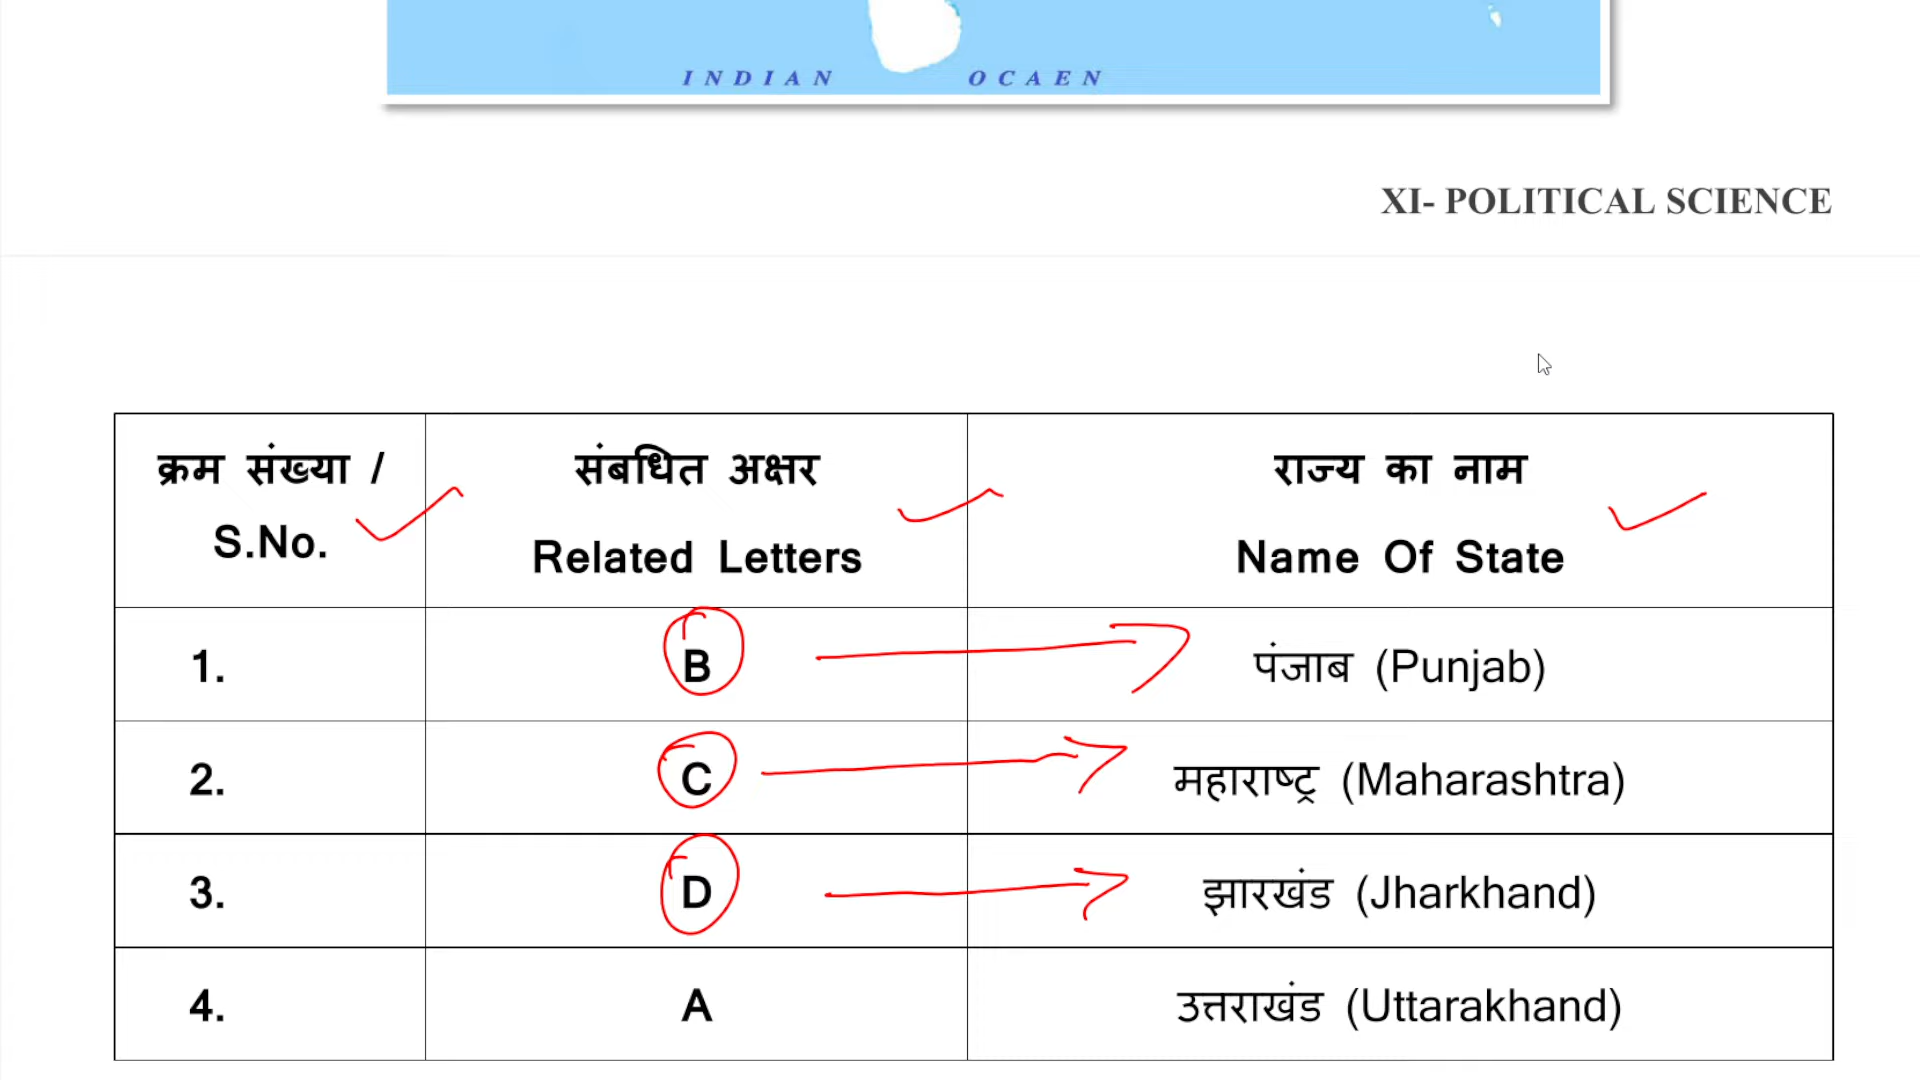 INDIAN OCAEN
XI- POLITICAL SCIENCE
क्रम संख्या / S.No.
संबधित अक्षर Related Letters
राज्य का नाम Name Of State
1. B पंजाब (Punjab)
2. C महाराष्ट्र (Maharashtra)
3. D झारखंड (Jharkhand)
4. A उत्तराखंड (Uttarakhand)